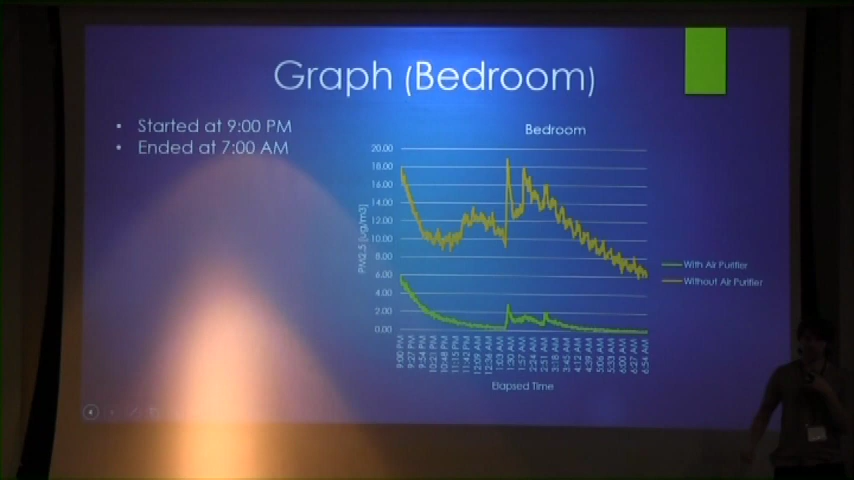 Graph (Bedroom)
• Started at 9:00 PM
• Ended at 7:00 AM
Bedroom
20.00
18.00
16.00
14.00
12.00
10.00
8.00
6.00
4.00
2.00
0.00
PM2.5 [ug/m3]
9:00 PM
9:27 PM
9:54 PM
10:21 PM
10:48 PM
11:15 PM
11:42 PM
12:09 AM
12:36 AM
1:03 AM
1:30 AM
1:57 AM
2:24 AM
2:51 AM
3:18 AM
3:45 AM
4:12 AM
4:39 AM
5:06 AM
5:33 AM
6:00 AM
6:27 AM
6:54 AM
Elapsed Time
With Air Purifier
Without Air Purifier
4